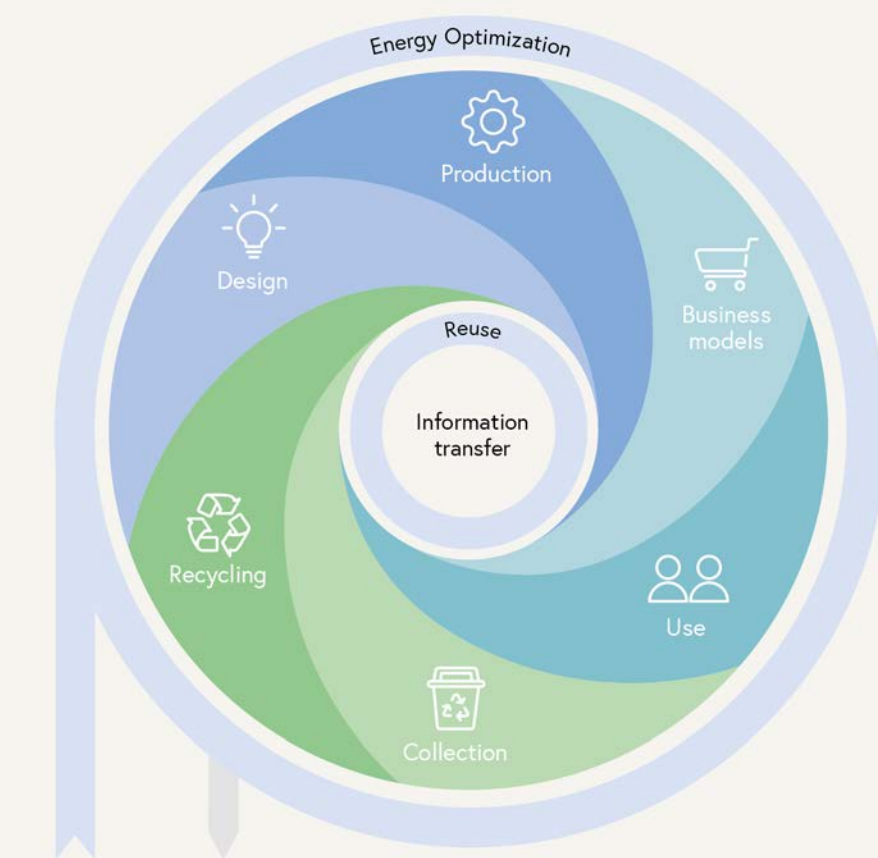 Energy Optimization
Production
Design
Business
models
Reuse
Information
transfer
Recycling
Use
Collection